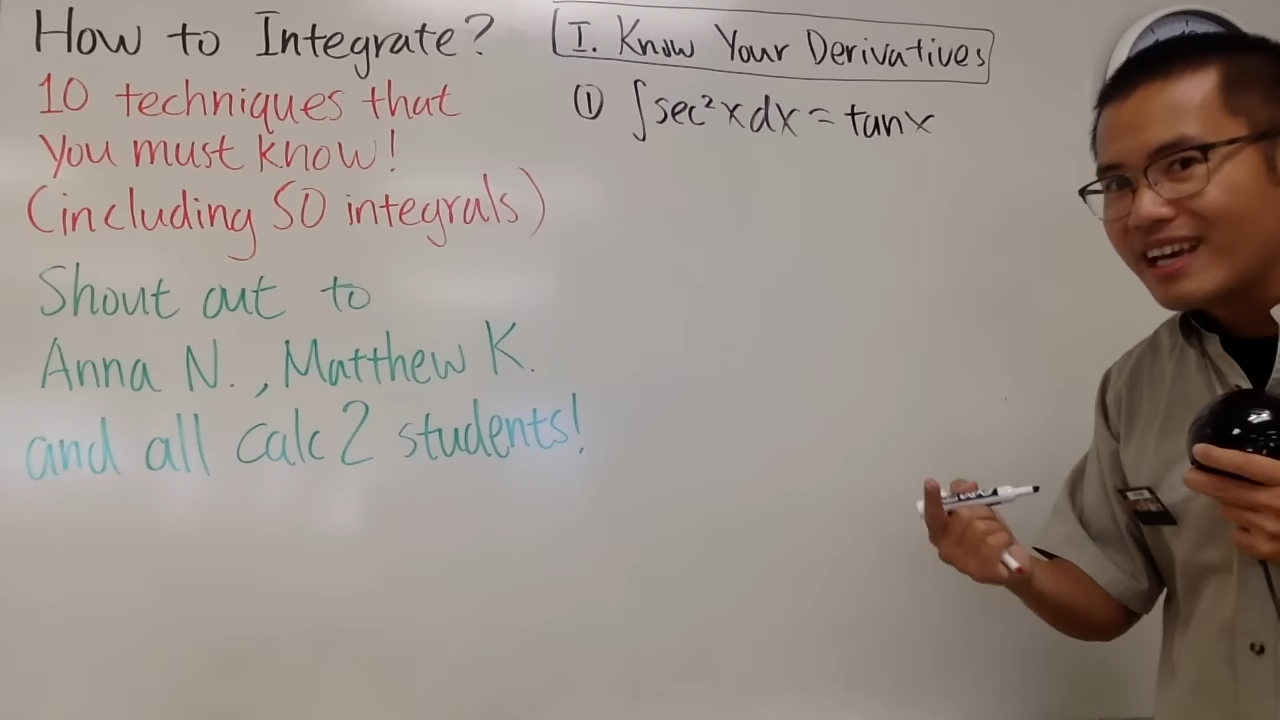 How to Integrate?
10 techniques that
You must know!
(including 50 integrals)
Shout out to
Anna N., Matthew K.
and all calc 2 students!
I. Know Your Derivatives
① ∫sec²x dx = tanx